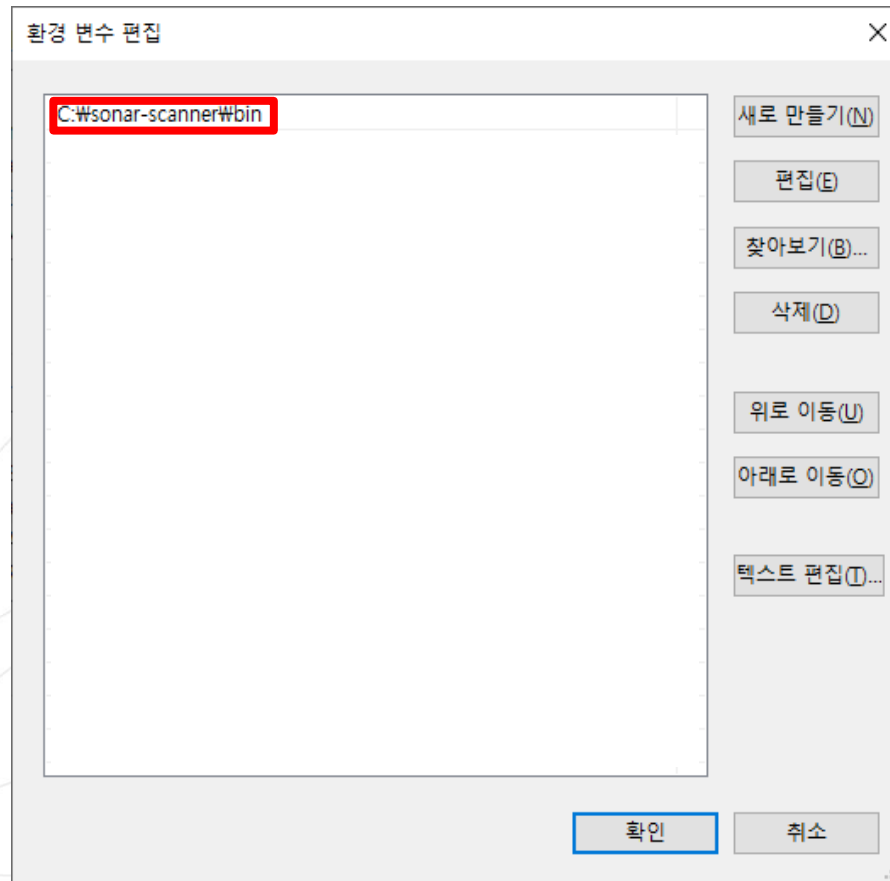 환경 변수 편집
C:₩sonar-scanner₩bin
새로 만들기(N)
편집(E)
찾아보기(B)...
삭제(D)
위로 이동(U)
아래로 이동(O)
텍스트 편집(T)...
확인
취소